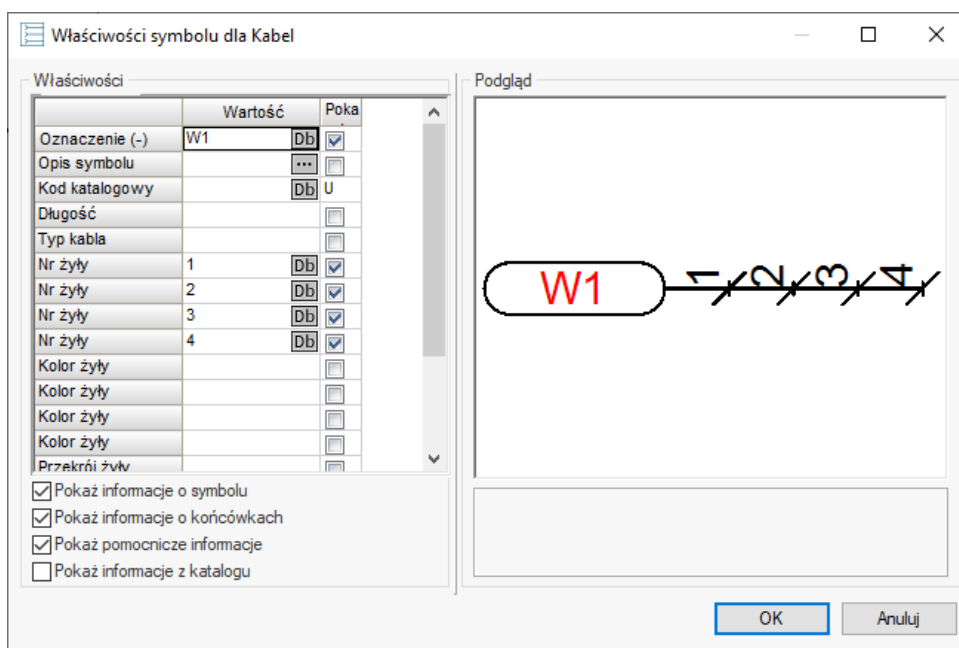 Właściwości symbolu dla Kabel
Właściwości
Wartość Poka
Oznaczenie (-) W1 Db
Opis symbolu ...
Kod katalogowy Db U
Długość
Typ kabla
Nr żyły 1 Db
Nr żyły 2 Db
Nr żyły 3 Db
Nr żyły 4 Db
Kolor żyły
Kolor żyły
Kolor żyły
Kolor żyły
Przekrój żyły
Pokaż informacje o symbolu
Pokaż informacje o końcówkach
Pokaż pomocnicze informacje
Pokaż informacje z katalogu
Podgląd
W1 1 2 3 4
OK Anuluj